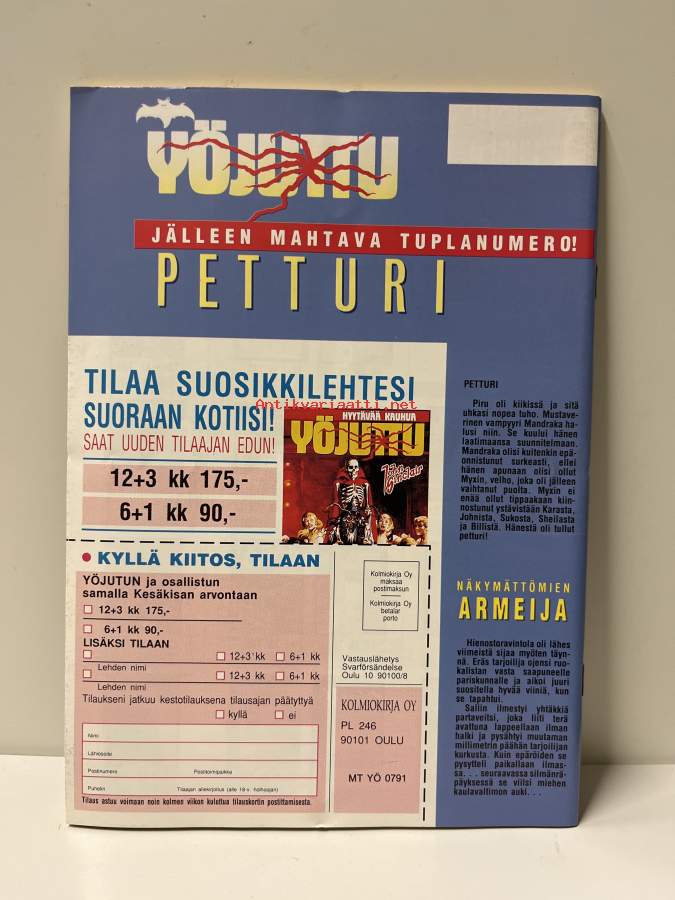 YÖJUTTU
JÄLLEEN MAHTAVA TUPLANUMERO!
PETTURI
TILAA SUOSIKKILEHTESI
SUORAAN KOTIISI!
Antikvariaatti.net
SAAT UUDEN TILAAJAN EDUN!
12+3 kk 175,-
6+1 kk 90,-
HYYTÄVÄÄ KAUHUA
YÖJUTTU
John Sinclair
• KYLLÄ KIITOS, TILAAN
YÖJUTUN ja osallistun
samalla Kesäkisan arvontaan
12+3 kk 175,-
6+1 kk 90,-
LISÄKSI TILAAN
12+3 kk 6+1 kk
Lehden nimi
12+3 kk 6+1 kk
Lehden nimi
Tilaukseni jatkuu kestotilauksena tilausajan päätyttyä
kyllä ei
Nimi
Lähiosoite
Postinumero Postitoimipaikka
Puhelin Tilaajan allekirjoitus (alle 18-v. holhoojan)
Tilaus astuu voimaan noin kolmen viikon kuluttua tilauskortin postittamisesta.
Kolmiokirja Oy
maksaa
postimaksun
Kolmiokirja Oy
betalar
porto
Vastauslähetys
Svarförsändelse
Oulu 10 90100/8
KOLMIOKIRJA OY
PL 246
90101 OULU
MT YÖ 0791
PETTURI
Piru oli kiikissä ja sitä
uhkasi nopea tuho. Mustave-
rinen vampyyri Mandraka ha-
lusi niin. Se kuului hänen
laatimaansa suunnitelmaan.
Mandraka olisi kuitenkin epä-
onnistunut surkeasti, ellei
hänen apunaan olisi ollut
Myxin, velho, joka oli jälleen
vaihtanut puolta. Myxin ei
enää ollut tippaakaan kiin-
nostunut ystävistään Karasta,
Johnista, Sukosta, Sheilasta
ja Billistä. Hänestä oli tullut
petturi!
NÄKYMÄTTÖMIEN
ARMEIJA
Hienostoravintola oli lähes
viimeistä sijaa myöten täyn-
nä. Eräs tarjoilija ojensi ruo-
kalistan vasta saapuneelle
pariskunnalle ja aikoi juuri
suositella hyvää viiniä, kun
se tapahtui.
Saliin ilmestyi yhtäkkiä
partaveitsi, joka liiti terä
avattuna lappeellaan ilman
halki ja pysähtyi muutaman
millimetrin päähän tarjoilijan
kurkusta. Kuin epäröiden se
pysytteli paikallaan ilmas-
sa. . . seuraavassa silmänrä-
päyksessä se viilsi miehen
kaulavaltimon auki. . .